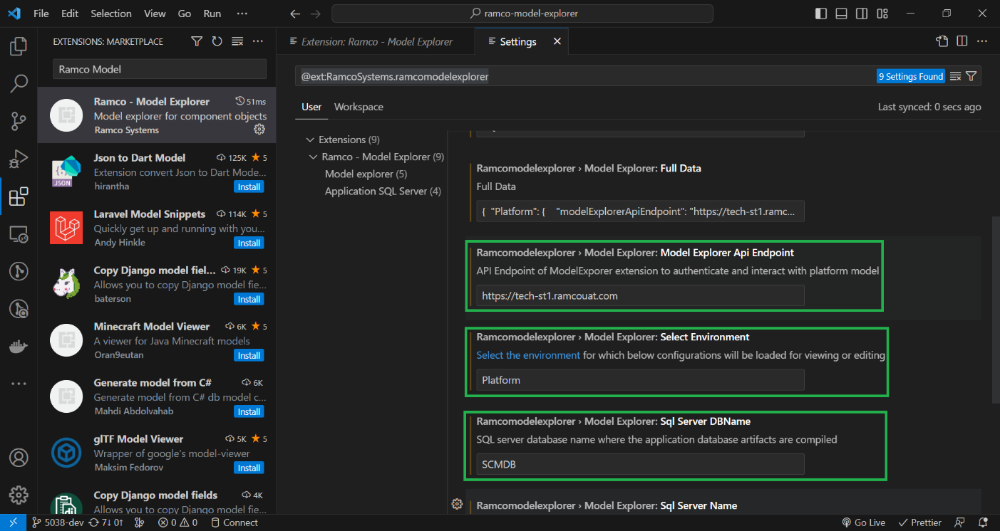 File Edit Selection View Go Run ···
ramco-model-explorer
EXTENSIONS: MARKETPLACE
Ramco Model
Ramco - Model Explorer 51ms
Model explorer for component objects
Ramco Systems
Json to Dart Model 125K ★ 5
Extension convert Json to Dart Mode...
hirantha Install
JSON
Laravel Model Snippets 114K ★ 5
Quickly get up and running with you...
Andy Hinkle Install
Copy Django model fiel... 19K ★ 5
Allows you to copy Django model fie...
baterson Install
Minecraft Model Viewer 6K ★ 5
A viewer for Java Minecraft models
Oran9eutan Install
Generate model from C# 6K
Generate model from C# db model c...
Mahdi Abdolvahab Install
glTF Model Viewer 5K ★ 5
Wrapper of google's model-viewer
Maksim Fedorov Install
Copy Django model fields 4K
Allows you to copy Django model fie...
dj
Extension: Ramco - Model Explorer
Settings
@ext:RamcoSystems.ramcomodelexplorer
9 Settings Found
User Workspace
Last synced: 0 secs ago
Extensions (9)
Ramco - Model Explorer (9)
Model explorer (5)
Application SQL Server (4)
Ramcomodelexplorer › Model Explorer: Full Data
Full Data
{ "Platform": { "modelExplorerApiEndpoint": "https://tech-st1.ramc...
Ramcomodelexplorer › Model Explorer: Model Explorer Api Endpoint
API Endpoint of ModelExporer extension to authenticate and interact with platform model
https://tech-st1.ramcouat.com
Ramcomodelexplorer › Model Explorer: Select Environment
Select the environment for which below configurations will be loaded for viewing or editing
Platform
Ramcomodelexplorer › Model Explorer: Sql Server DBName
SQL server database name where the application database artifacts are compiled
SCMDB
Ramcomodelexplorer › Model Explorer: Sql Server Name
5038-dev 7↓ 0↑ 0 0 Connect
Go Live Prettier